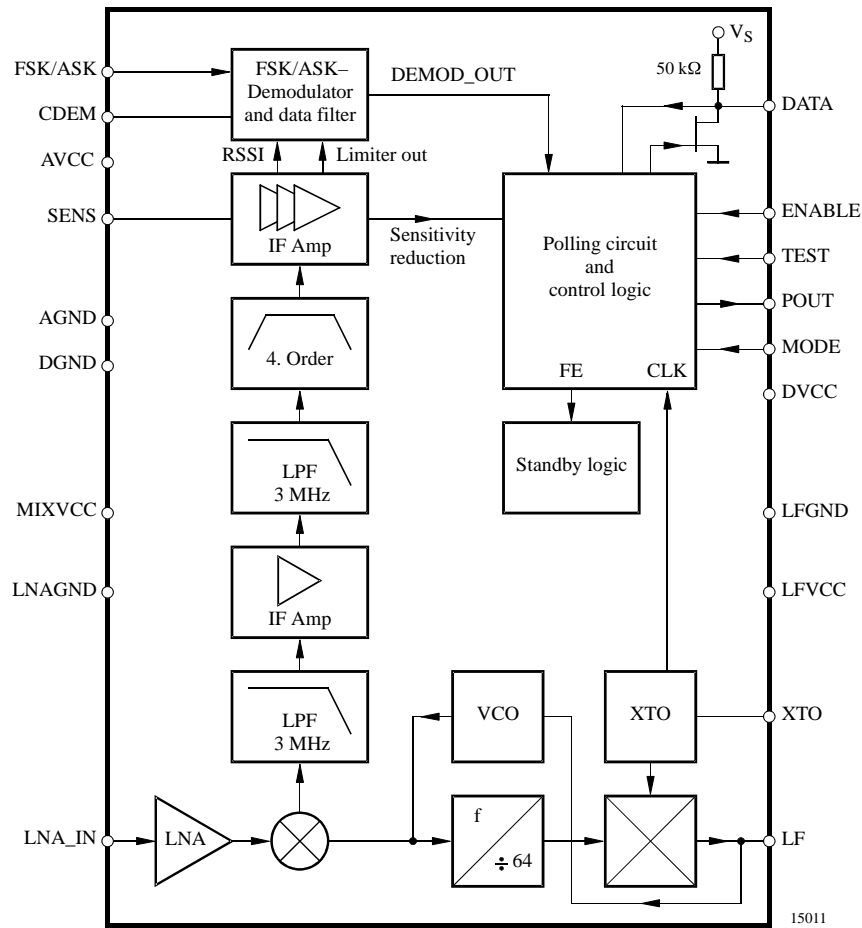 V_S
FSK/ASK
FSK/ASK–
Demodulator
and data filter
DEMOD_OUT
50 kΩ
DATA
CDEM
RSSI
Limiter out
AVCC
SENS
IF Amp
Sensitivity
reduction
Polling circuit
and
control logic
FE
CLK
ENABLE
TEST
POUT
MODE
DVCC
AGND
DGND
4. Order
Standby logic
LPF
3 MHz
MIXVCC
LFGND
LNAGND
IF Amp
LFVCC
LPF
3 MHz
VCO
XTO
XTO
LNA_IN
LNA
f
÷ 64
LF
15011